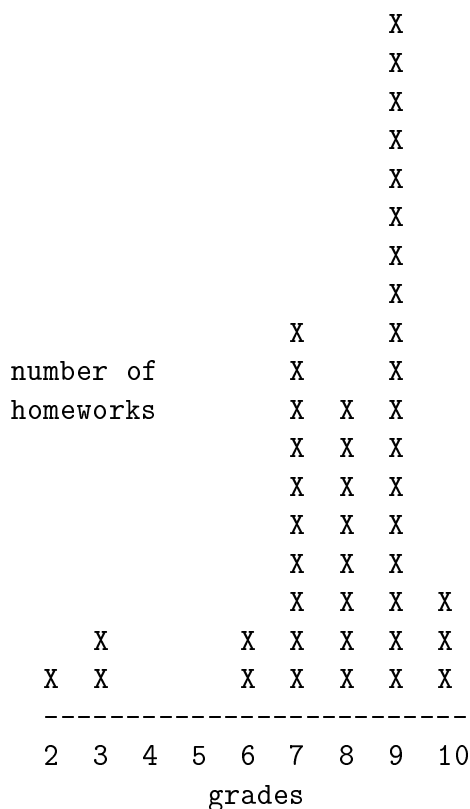 X
X
X
X
X
X
X
X
X X
number of X X
homeworks X X X
X X X
X X X
X X X
X X X
X X X X
X X X X X X
X X X X X X X
---------------------------
2 3 4 5 6 7 8 9 10
grades